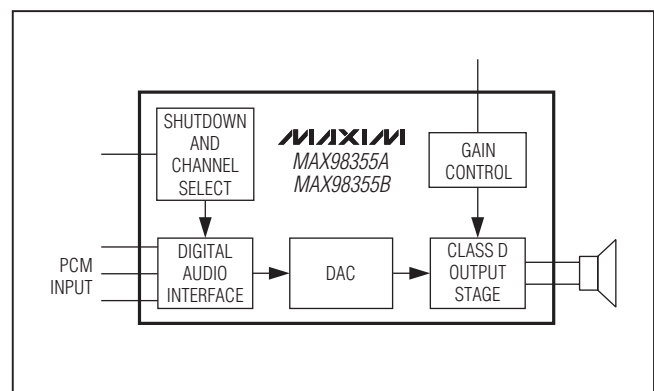 SHUTDOWN
AND
CHANNEL
SELECT
MAXIM
MAX98355A
MAX98355B
GAIN
CONTROL
PCM
INPUT
DIGITAL
AUDIO
INTERFACE
DAC
CLASS D
OUTPUT
STAGE